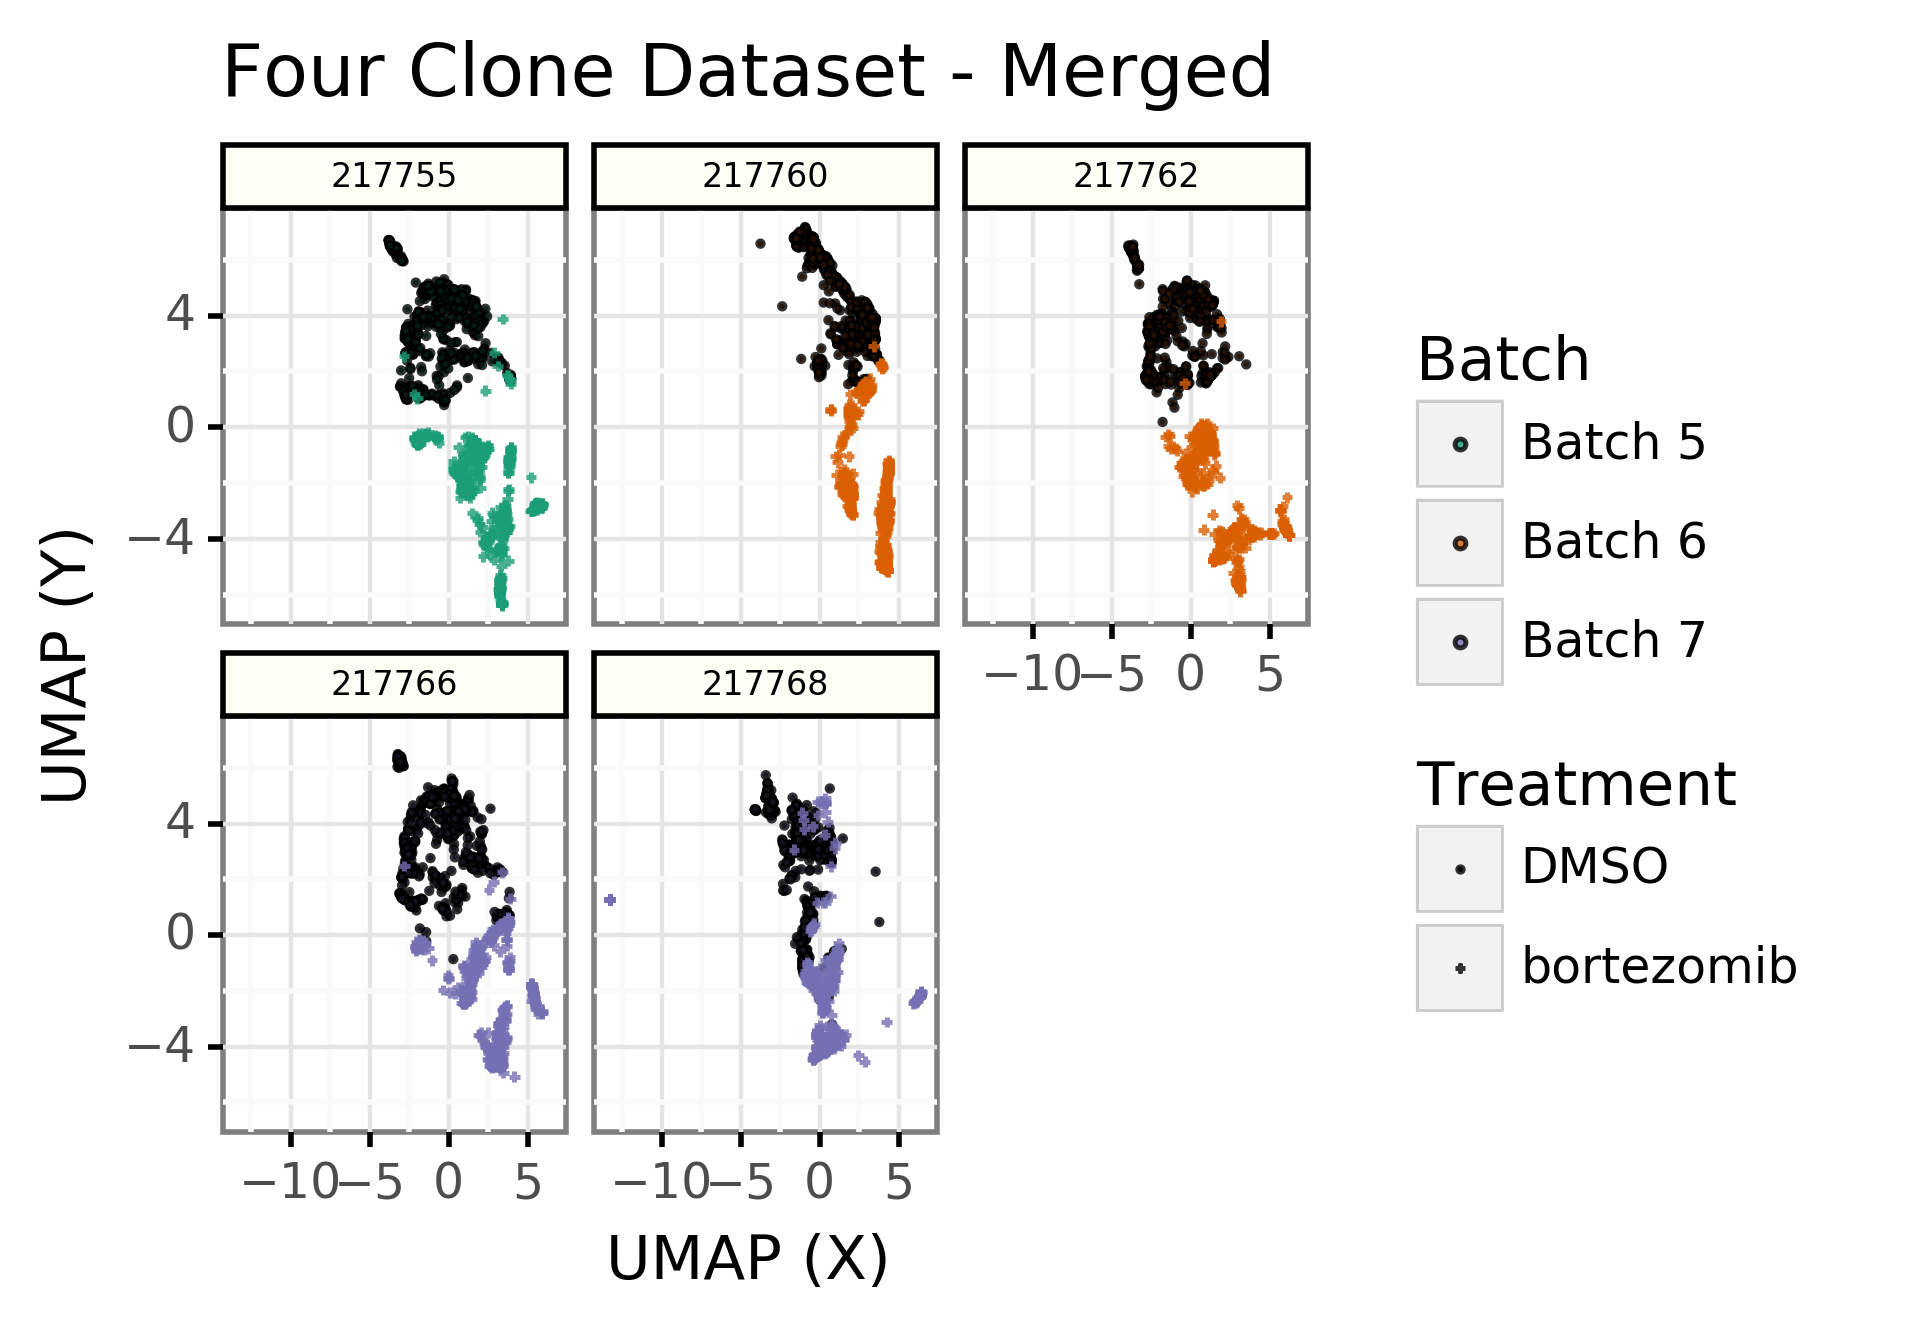 Four Clone Dataset - Merged
217755
217760
217762
4
0
−4
−10 −5 0 5
217766
217768
4
0
−4
−10 −5 0 5
−10 −5 0 5
UMAP (X)
UMAP (Y)
Batch
Batch 5
Batch 6
Batch 7
Treatment
DMSO
bortezomib